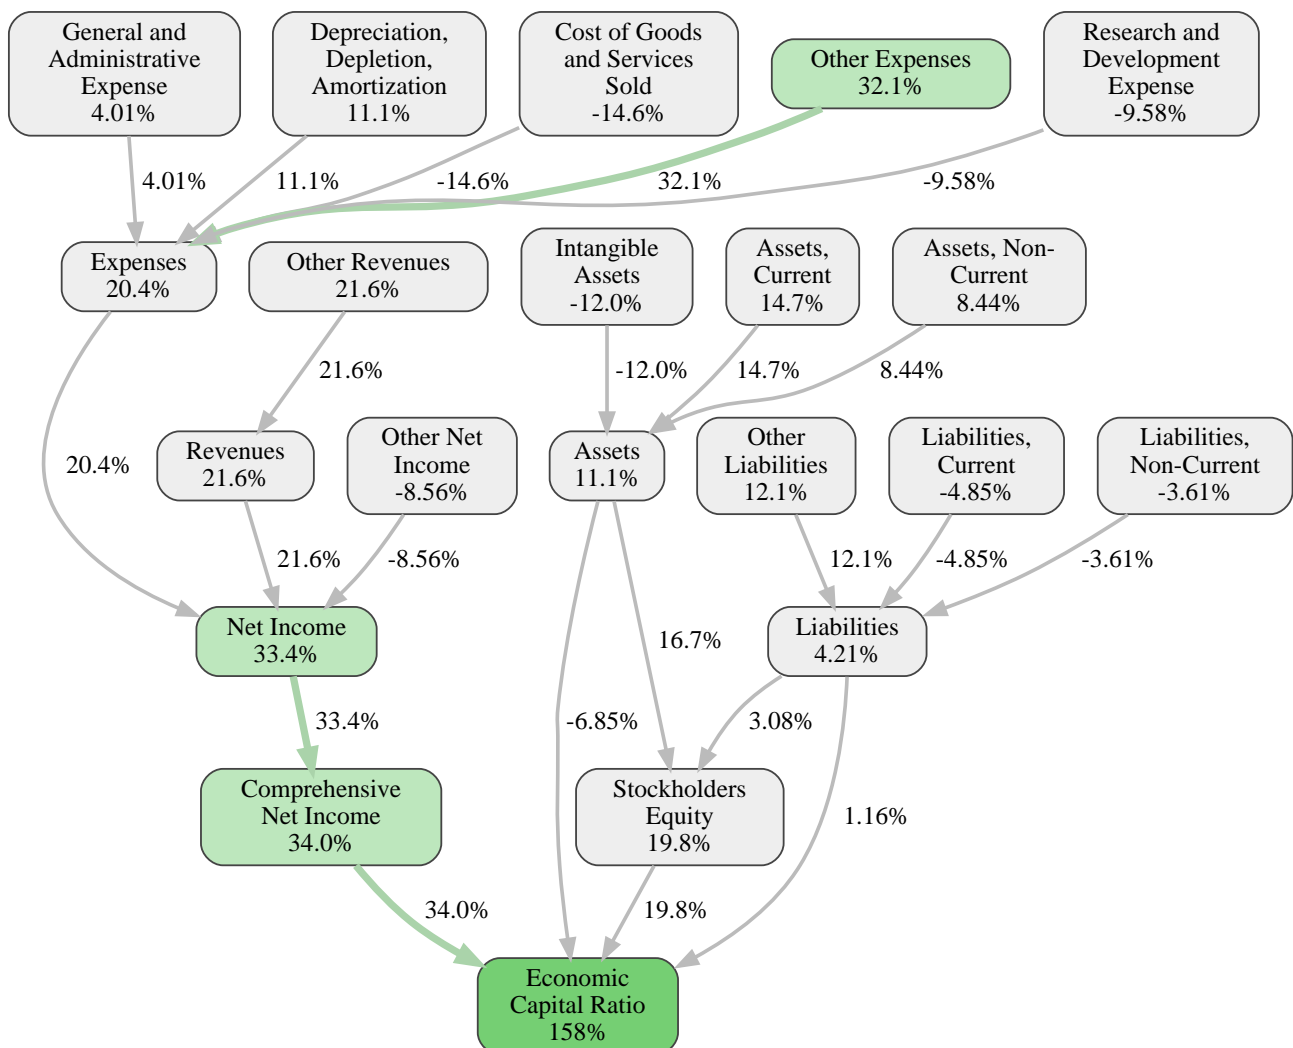 General and
Administrative
Expense
4.01%
Depreciation,
Depletion,
Amortization
11.1%
Cost of Goods
and Services
Sold
-14.6%
Other Expenses
32.1%
Research and
Development
Expense
-9.58%
4.01%
11.1%
-14.6%
32.1%
-9.58%
Expenses
20.4%
Other Revenues
21.6%
Intangible
Assets
-12.0%
Assets,
Current
14.7%
Assets, Non-
Current
8.44%
21.6%
-12.0%
14.7%
8.44%
20.4%
Revenues
21.6%
Other Net
Income
-8.56%
Assets
11.1%
Other
Liabilities
12.1%
Liabilities,
Current
-4.85%
Liabilities,
Non-Current
-3.61%
21.6%
-8.56%
12.1%
-4.85%
-3.61%
Net Income
33.4%
16.7%
Liabilities
4.21%
33.4%
-6.85%
3.08%
Comprehensive
Net Income
34.0%
Stockholders
Equity
19.8%
1.16%
34.0%
19.8%
Economic
Capital Ratio
158%